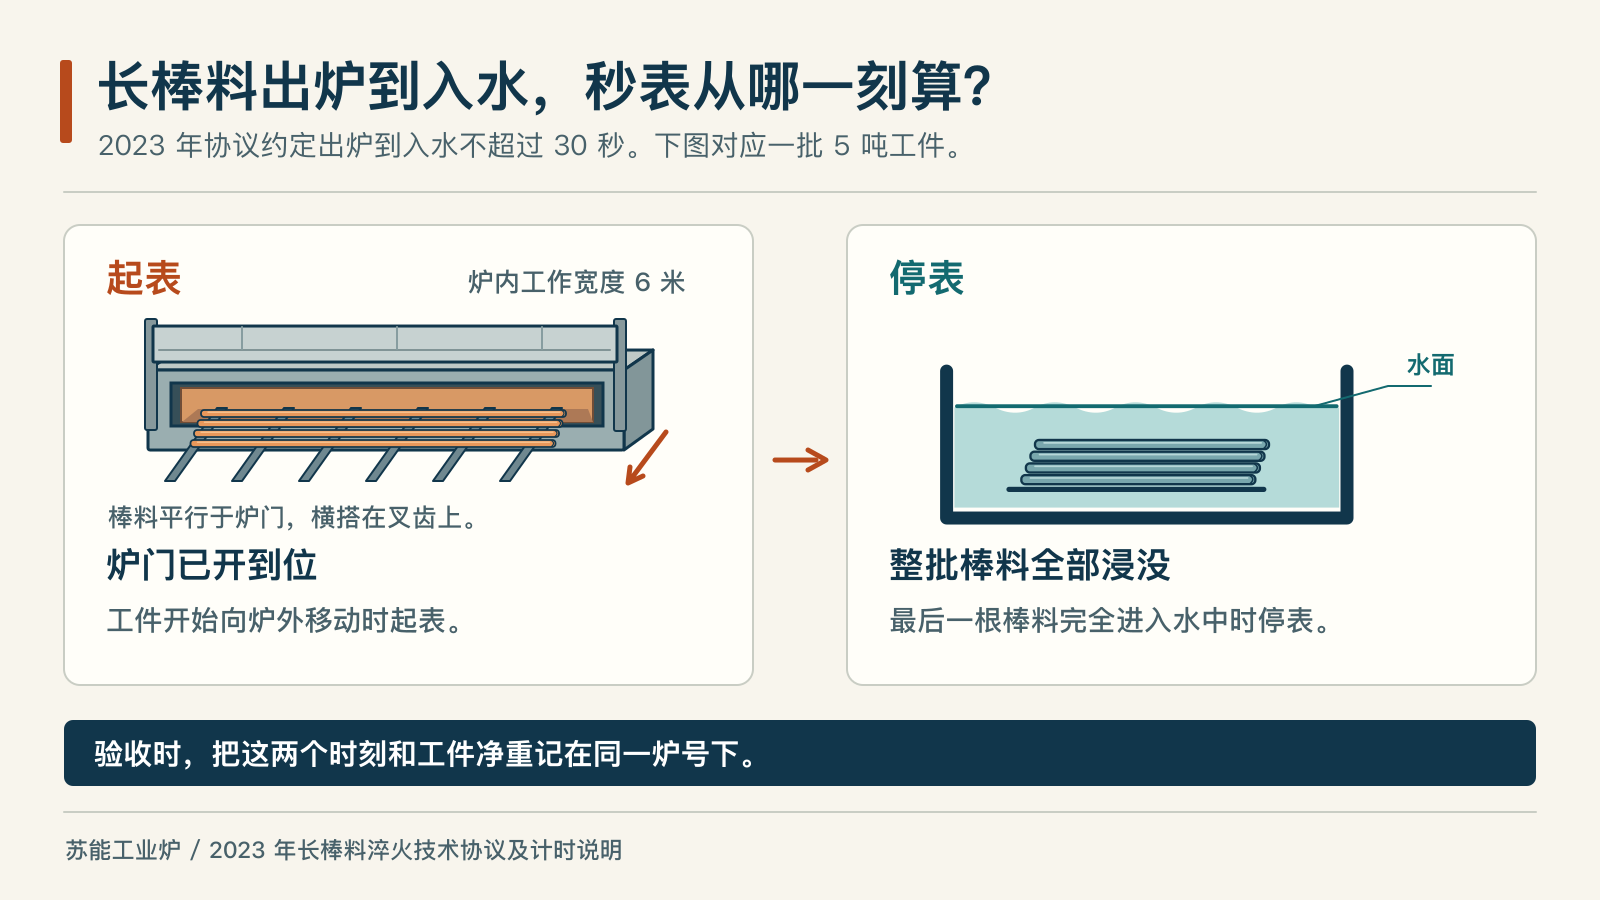 长棒料出炉到入水，秒表从哪一刻算？
2023 年协议约定出炉到入水不超过 30 秒。下图对应一批 5 吨工件。
起表
炉内工作宽度 6 米
棒料平行于炉门，横搭在叉齿上。
炉门已开到位
工件开始向炉外移动时起表。
停表
水面
整批棒料全部浸没
最后一根棒料完全进入水中时停表。
验收时，把这两个时刻和工件净重记在同一炉号下。
苏能工业炉 / 2023 年长棒料淬火技术协议及计时说明